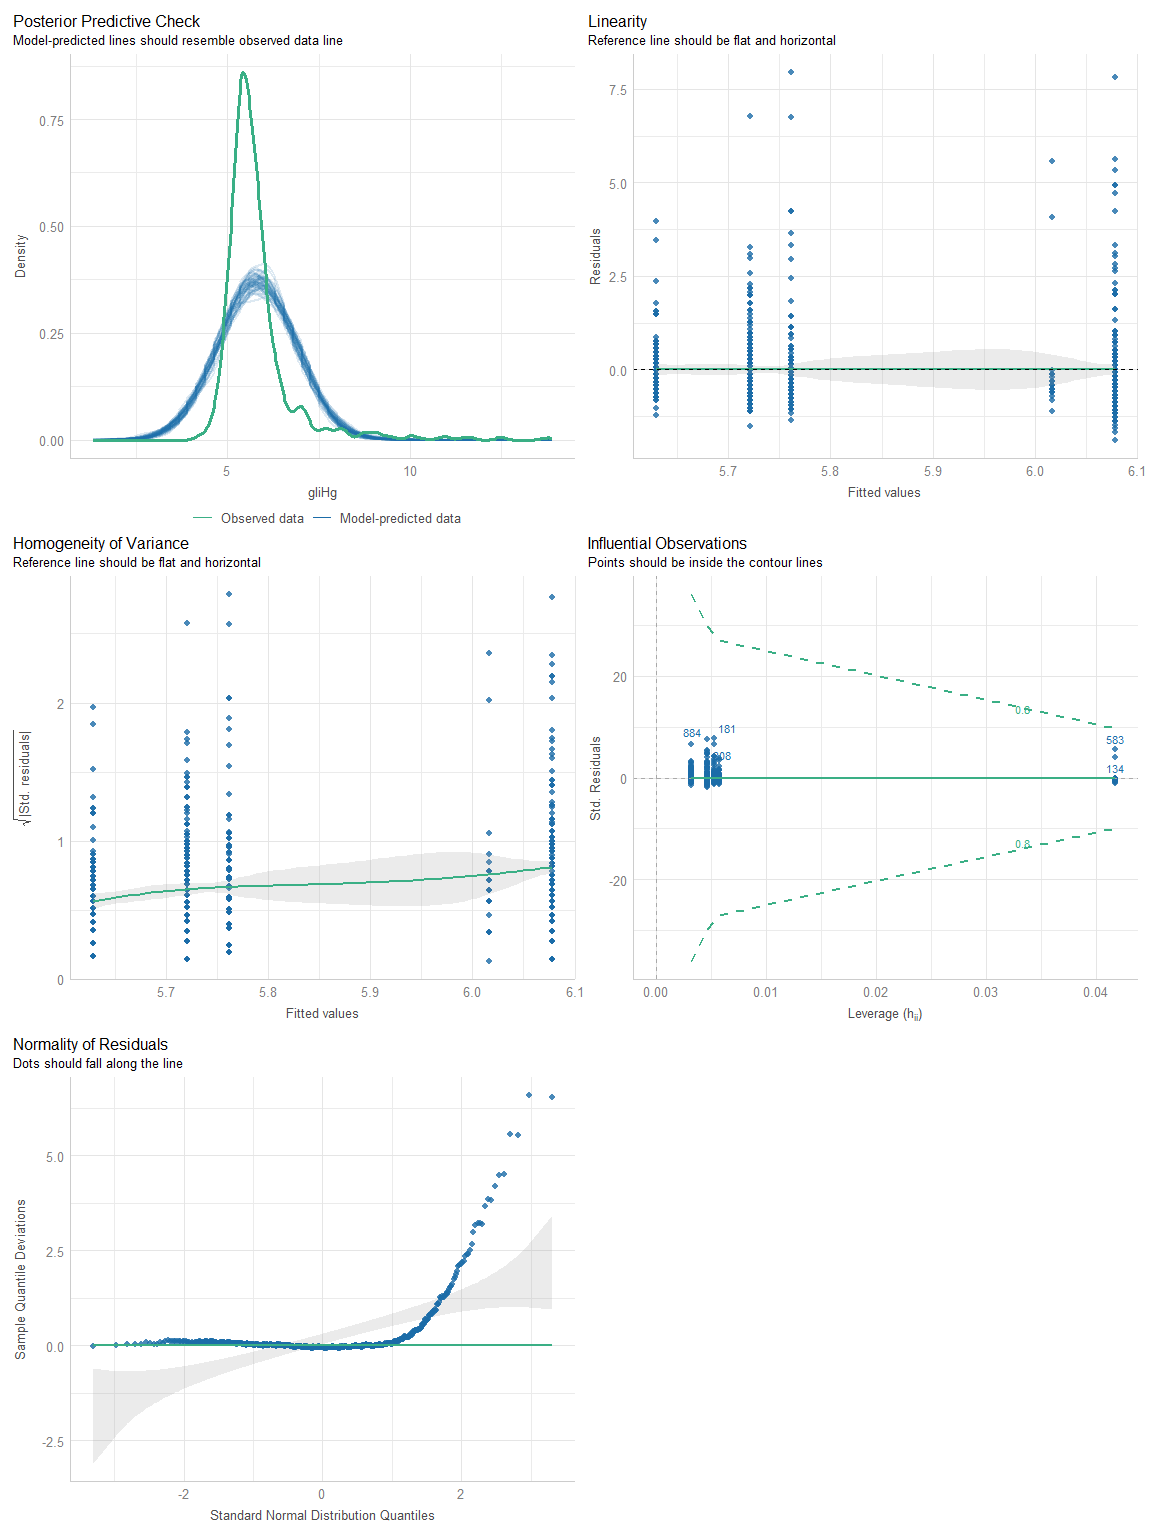 Posterior Predictive Check
Model-predicted lines should resemble observed data line
0.75
0.50
0.25
0.00
Density
5
10
gliHg
Observed data
Model-predicted data
Linearity
Reference line should be flat and horizontal
7.5
5.0
2.5
0.0
Residuals
5.7
5.8
5.9
6.0
6.1
Fitted values
Homogeneity of Variance
Reference line should be flat and horizontal
2
1
0
√|Std. residuals|
5.7
5.8
5.9
6.0
6.1
Fitted values
Influential Observations
Points should be inside the contour lines
20
0
-20
Std. Residuals
0.8
884
181
583
134
0.8
0.00
0.01
0.02
0.03
0.04
Leverage (hii)
Normality of Residuals
Dots should fall along the line
5.0
2.5
0.0
-2.5
Sample Quantile Deviations
-2
0
2
Standard Normal Distribution Quantiles